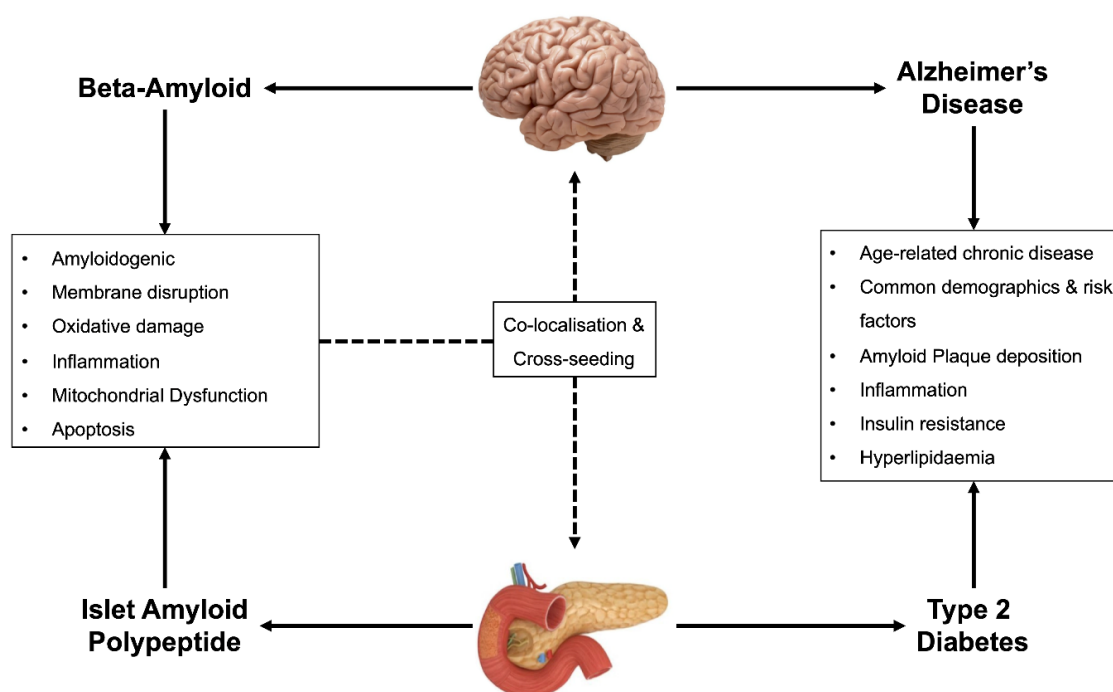 Beta-Amyloid
Alzheimer's
Disease
• Amyloidogenic
• Membrane disruption
• Oxidative damage
• Inflammation
• Mitochondrial Dysfunction
• Apoptosis
Co-localisation &
Cross-seeding
• Age-related chronic disease
• Common demographics & risk
factors
• Amyloid Plaque deposition
• Inflammation
• Insulin resistance
• Hyperlipidaemia
Islet Amyloid
Polypeptide
Type 2
Diabetes